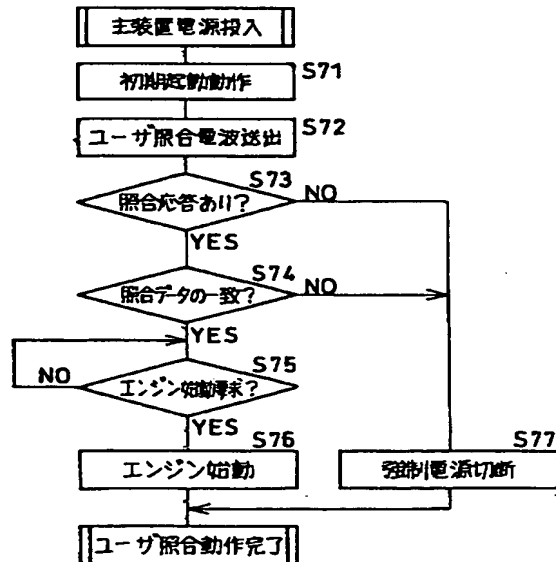 主装置電源投入
S71
初期起動動作
S72
ユーザ照合電波送出
S73
照合応答あり?
NO
YES
S74
照合データの一致?
NO
YES
S75
エンジン始動要求?
NO
YES
S76
エンジン始動
S77
強制電源切断
ユーザ照合動作完了